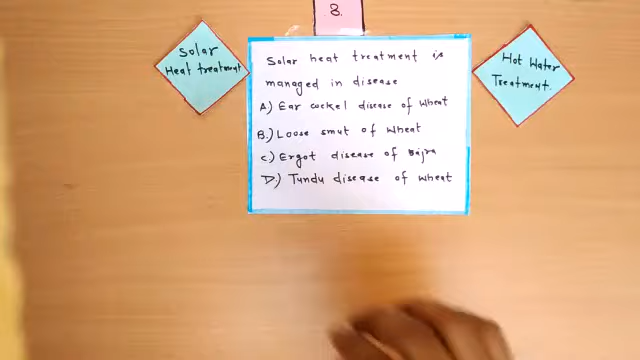 8.
Solar
Heat treatment
Solar heat treatment is
managed in disease
A) Ear cockel disease of wheat
B.) Loose smut of wheat
C.) Ergot disease of Bajra
D.) Tundu disease of wheat
Hot Water
Treatment.